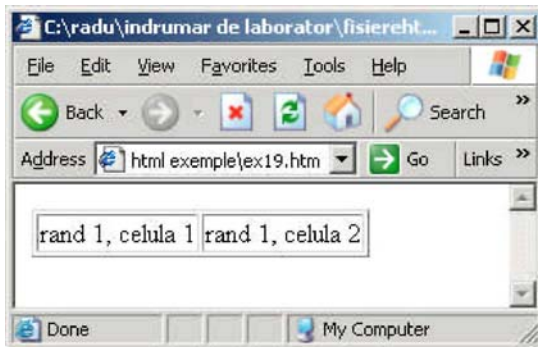 C:\radu\indrumar de laborator\fisiereht...
File Edit View Favorites Tools Help
Back Search »
Address html exemple\ex19.htm Go Links »
rand 1, celula 1 rand 1, celula 2
Done My Computer